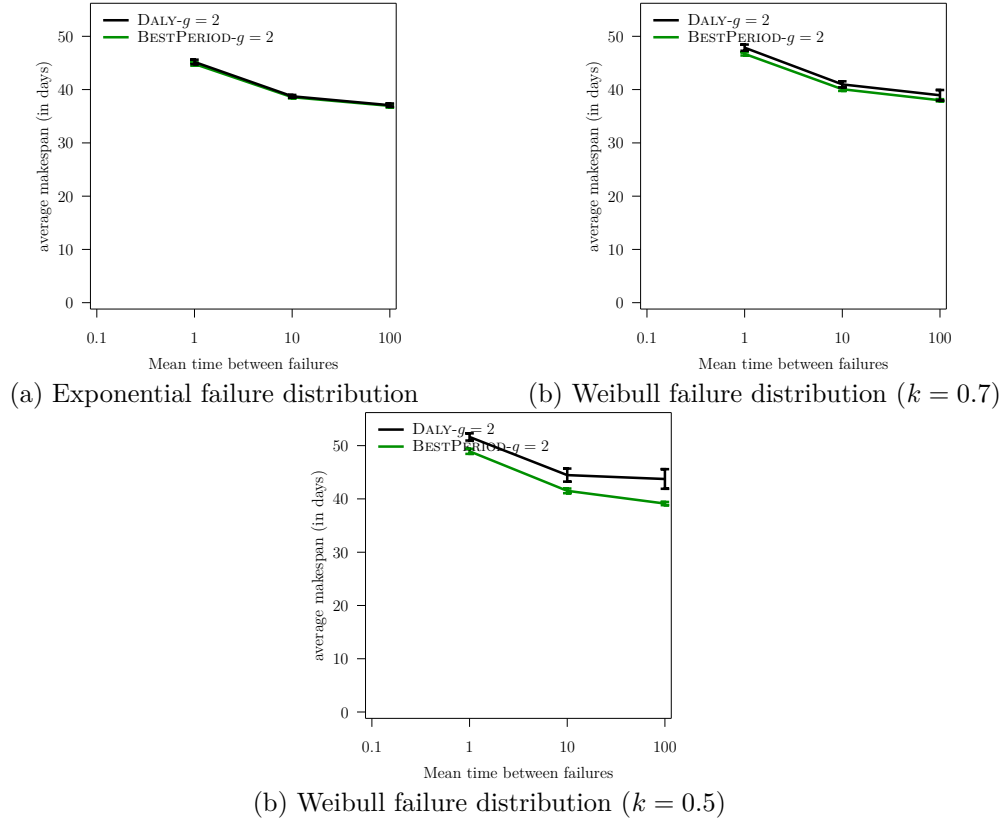 DALY-g = 2
BESTPERIOD-g = 2
50
40
30
20
10
0
average makespan (in days)
0.1 1 10 100
Mean time between failures
(a) Exponential failure distribution
DALY-g = 2
BESTPERIOD-g = 2
50
40
30
20
10
0
average makespan (in days)
0.1 1 10 100
Mean time between failures
(b) Weibull failure distribution (k = 0.7)
DALY-g = 2
BESTPERIOD-g = 2
50
40
30
20
10
0
average makespan (in days)
0.1 1 10 100
Mean time between failures
(b) Weibull failure distribution (k = 0.5)